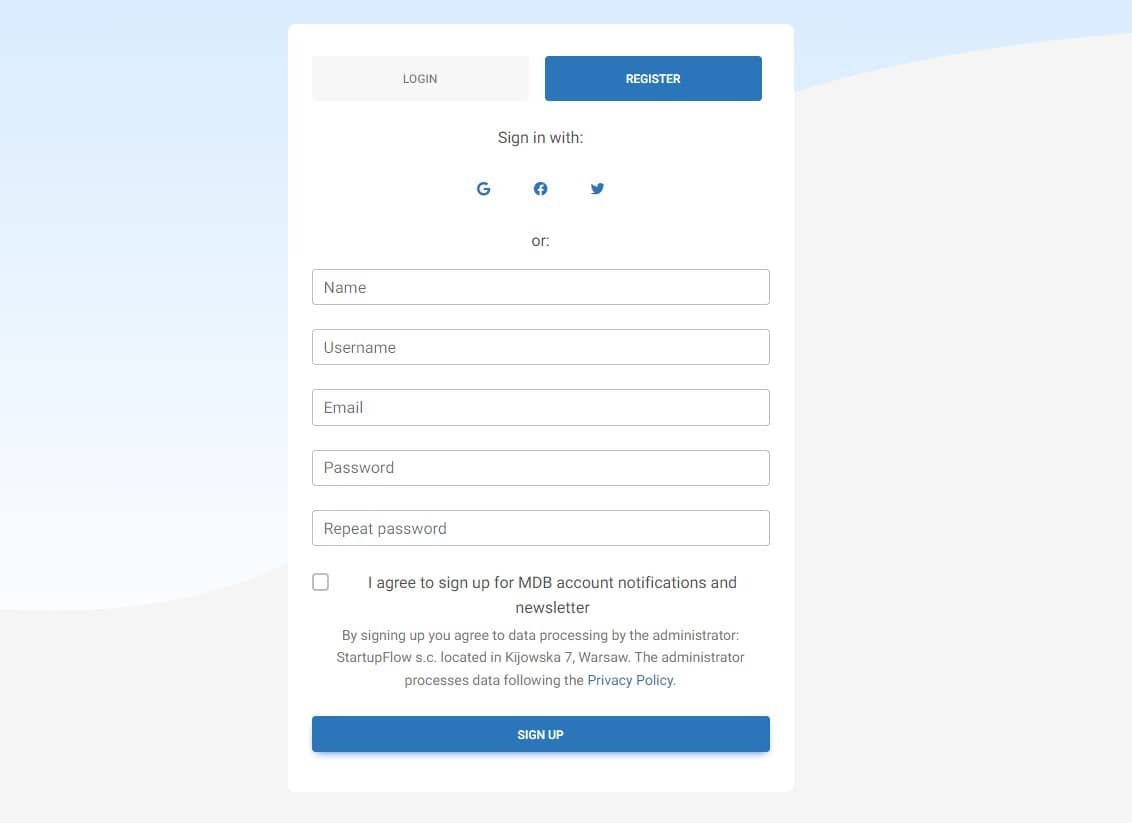 LOGIN
REGISTER
Sign in with:
or:
Name
Username
Email
Password
Repeat password
I agree to sign up for MDB account notifications and
newsletter
By signing up you agree to data processing by the administrator:
StartupFlow s.c. located in Kijowska 7, Warsaw. The administrator
processes data following the Privacy Policy.
SIGN UP